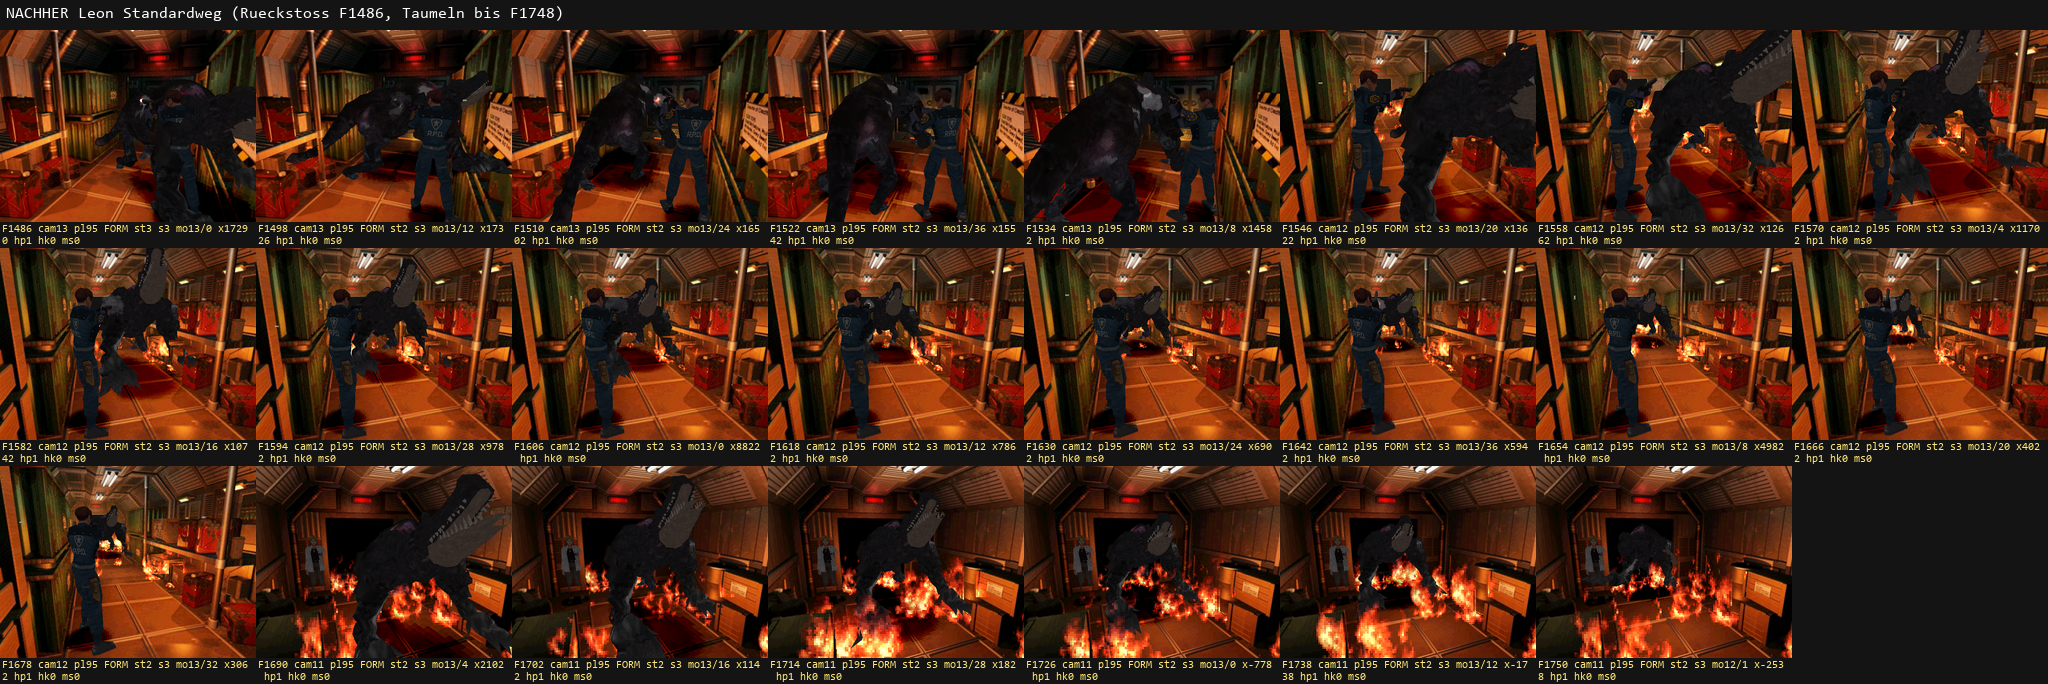 NACHHER Leon Standardweg (Rueckstoss F1486, Taumeln bis F1748)
F1486 cam13 pl95 FORM st3 s3 mo13/0 x1729
0 hp1 hk0 ms0
F1498 cam13 pl95 FORM st2 s3 mo13/12 x173
26 hp1 hk0 ms0
F1510 cam13 pl95 FORM st2 s3 mo13/24 x165
02 hp1 hk0 ms0
F1522 cam13 pl95 FORM st2 s3 mo13/36 x155
42 hp1 hk0 ms0
F1534 cam13 pl95 FORM st2 s3 mo13/8 x1458
2 hp1 hk0 ms0
F1546 cam12 pl95 FORM st2 s3 mo13/20 x136
22 hp1 hk0 ms0
F1558 cam12 pl95 FORM st2 s3 mo13/32 x126
62 hp1 hk0 ms0
F1570 cam12 pl95 FORM st2 s3 mo13/4 x1170
2 hp1 hk0 ms0
F1582 cam12 pl95 FORM st2 s3 mo13/16 x107
42 hp1 hk0 ms0
F1594 cam12 pl95 FORM st2 s3 mo13/28 x978
2 hp1 hk0 ms0
F1606 cam12 pl95 FORM st2 s3 mo13/0 x8822
hp1 hk0 ms0
F1618 cam12 pl95 FORM st2 s3 mo13/12 x786
2 hp1 hk0 ms0
F1630 cam12 pl95 FORM st2 s3 mo13/24 x690
2 hp1 hk0 ms0
F1642 cam12 pl95 FORM st2 s3 mo13/36 x594
2 hp1 hk0 ms0
F1654 cam12 pl95 FORM st2 s3 mo13/8 x4982
hp1 hk0 ms0
F1666 cam12 pl95 FORM st2 s3 mo13/20 x402
2 hp1 hk0 ms0
F1678 cam12 pl95 FORM st2 s3 mo13/32 x306
2 hp1 hk0 ms0
F1690 cam11 pl95 FORM st2 s3 mo13/4 x2102
hp1 hk0 ms0
F1702 cam11 pl95 FORM st2 s3 mo13/16 x114
2 hp1 hk0 ms0
F1714 cam11 pl95 FORM st2 s3 mo13/28 x182
hp1 hk0 ms0
F1726 cam11 pl95 FORM st2 s3 mo13/0 x-778
hp1 hk0 ms0
F1738 cam11 pl95 FORM st2 s3 mo13/12 x-17
38 hp1 hk0 ms0
F1750 cam11 pl95 FORM st2 s3 mo12/1 x-253
8 hp1 hk0 ms0